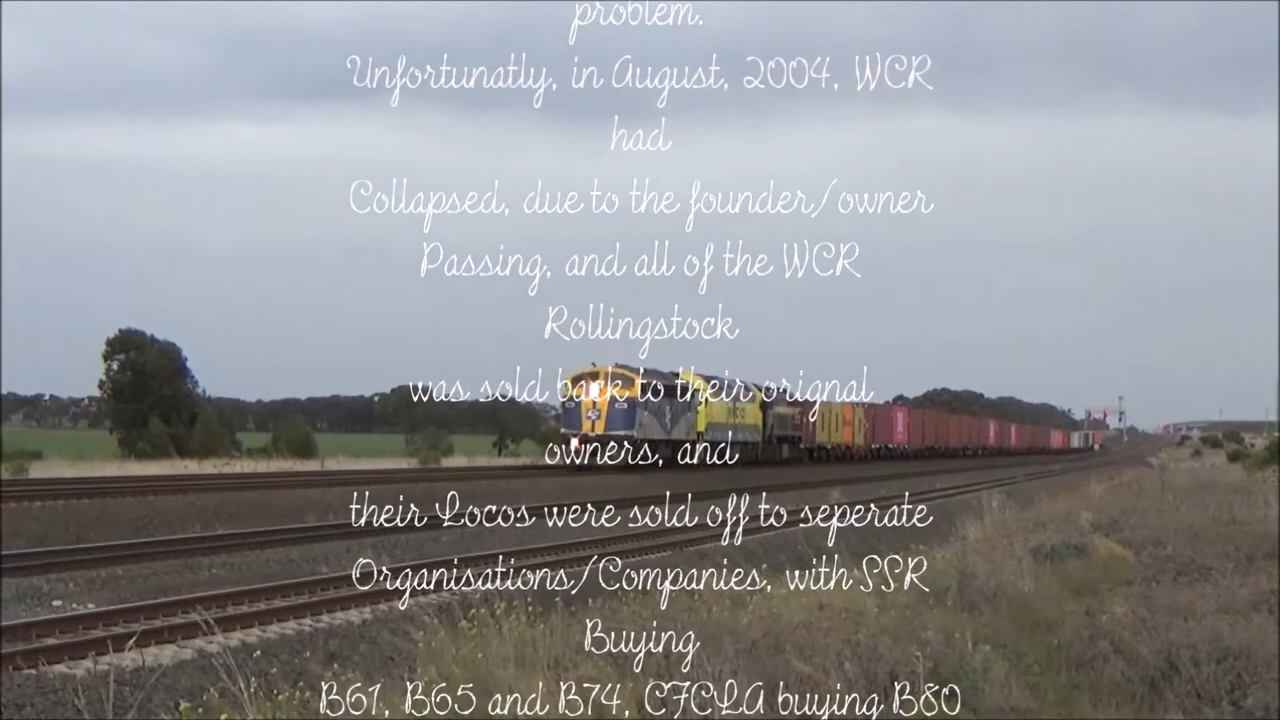 problem.
Unfortunatly, in August, 2004, WCR
had
Collapsed, due to the founder/owner
Passing, and all of the WCR
Rollingstock
was sold back to their orignal
owners, and
their Locos were sold off to seperate
Organisations/Companies, with SSR
Buying
B61, B65 and B74, CFCLA buying B80